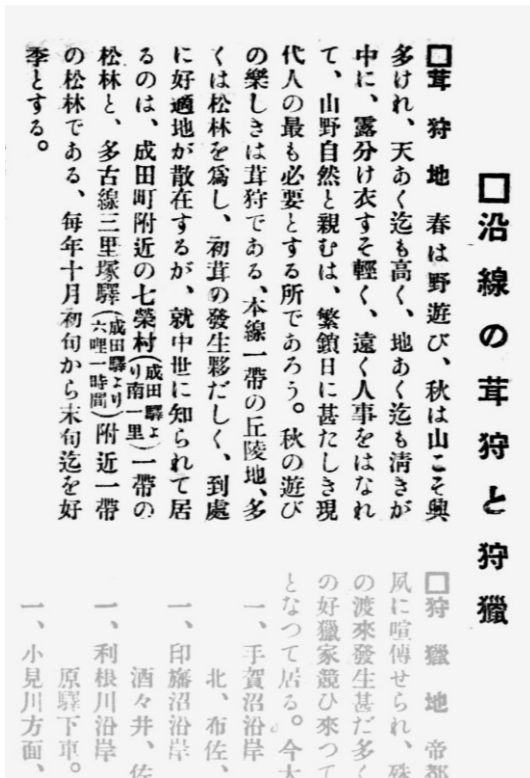 □沿線の茸狩と狩獵
□茸狩地　春は野遊び、秋は山こそ興
多けれ、天あく迄も高く、地あく迄も清きが
中に、露分け衣すそ輕く、遠く人事をはなれ
て、山野自然と親むは、繁鎖日に甚たしき現
代人の最も必要とする所であろう。秋の遊び
の樂しきは茸狩である、本線一帶の丘陵地、多
くは松林を爲し、初茸の發生夥だしく、到處
に好適地が散在するが、就中世に知られて居
るのは、成田町附近の七榮村(成田驛より南一里)一帶の
松林と、多古線三里塚驛(成田驛より六哩一時間)附近一帶
の松林である、每年十月初旬から末旬迄を好
季とする。
□狩獵地　帝都
夙に喧傳せられ、殊
の渡來發生甚だ多く
の好獵家競ひ來つて
となつて居る。今大
一、手賀沼沿岸
北、布佐、
一、印旛沼沿岸
酒々井、佐
一、利根川沿岸
原驛下車。
一、小見川方面、